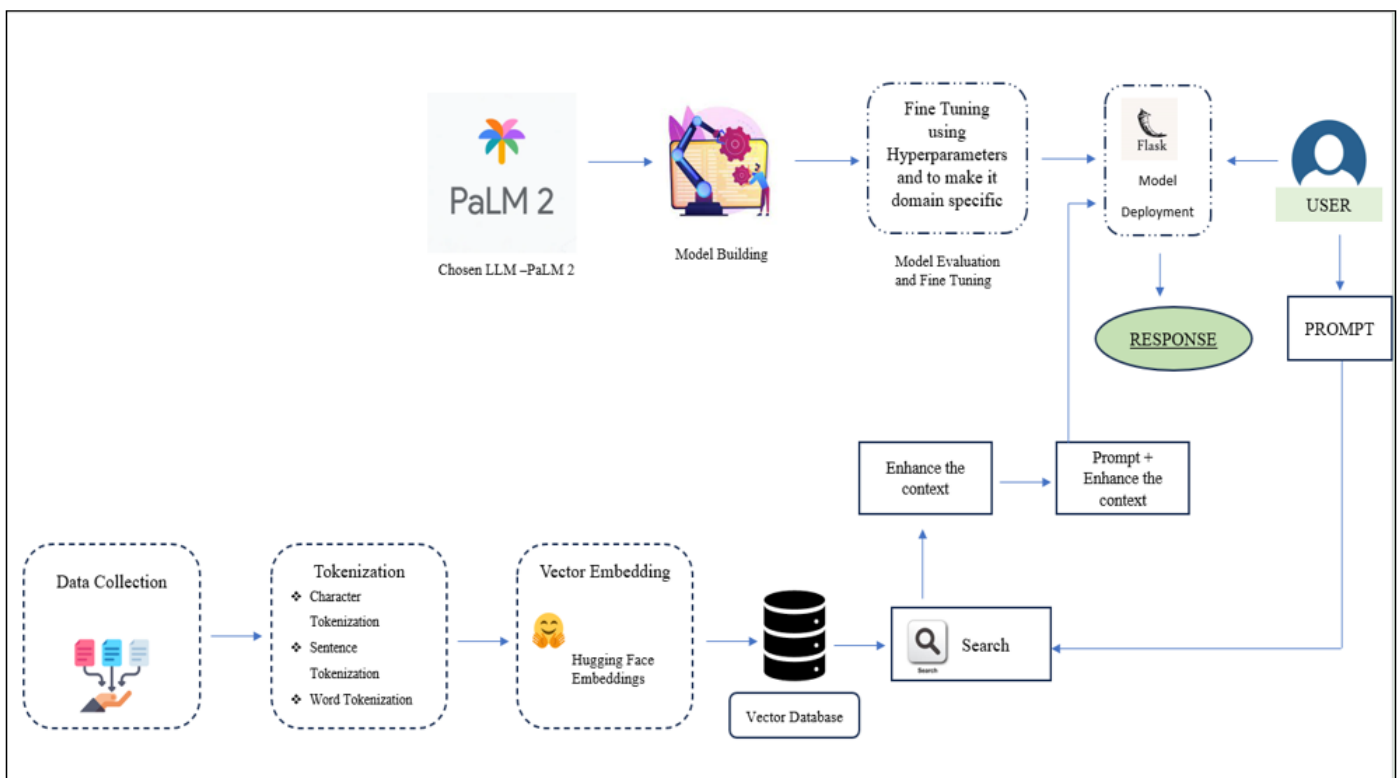 PaLM 2
Chosen LLM –PaLM 2
Model Building
Fine Tuning
using
Hyperparameters
and to make it
domain specific
Model Evaluation
and Fine Tuning
Flask
Model
Deployment
USER
RESPONSE
PROMPT
Enhance the
context
Prompt +
Enhance the
context
Data Collection
Tokenization
❖ Character
Tokenization
❖ Sentence
Tokenization
❖ Word Tokenization
Vector Embedding
Hugging Face
Embeddings
Vector Database
Search
Search